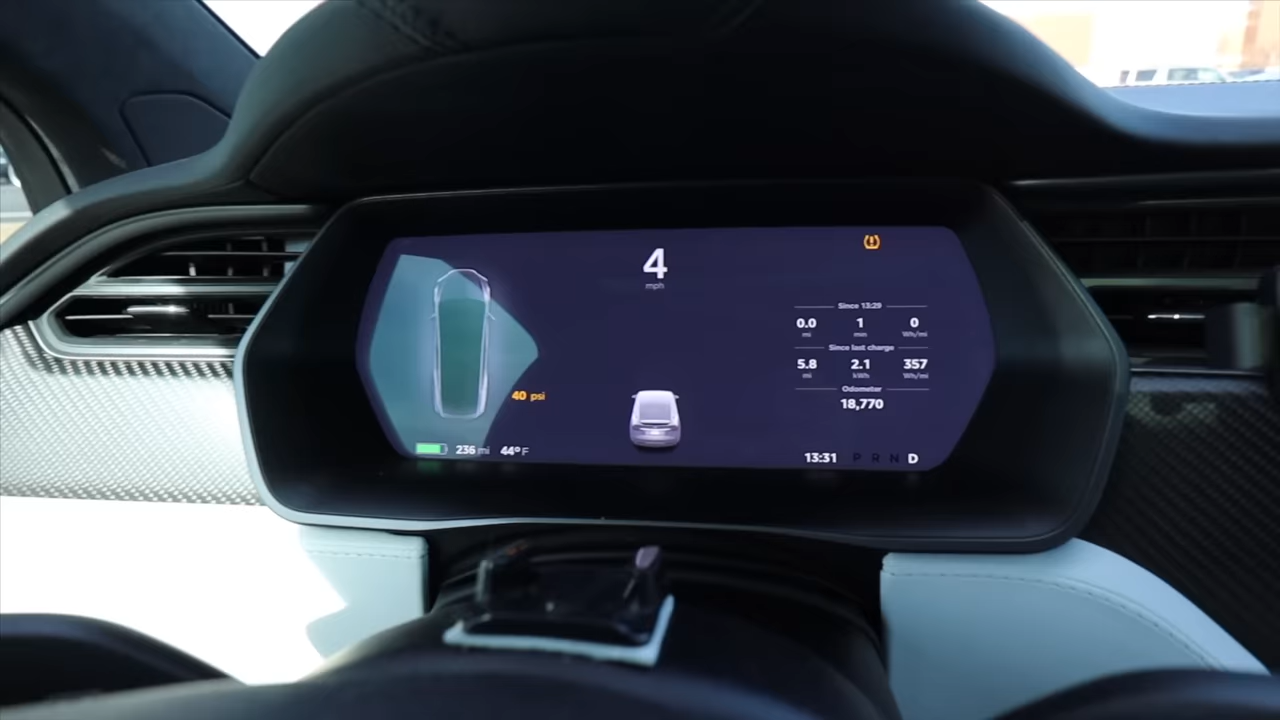 4
mph
Since 13:29
0.0 1 0
mi min Wh/mi
Since last charge
5.8 2.1 357
mi kWh Wh/mi
Odometer
18,770
40 psi
236 mi 44°F
13:31 P R N D